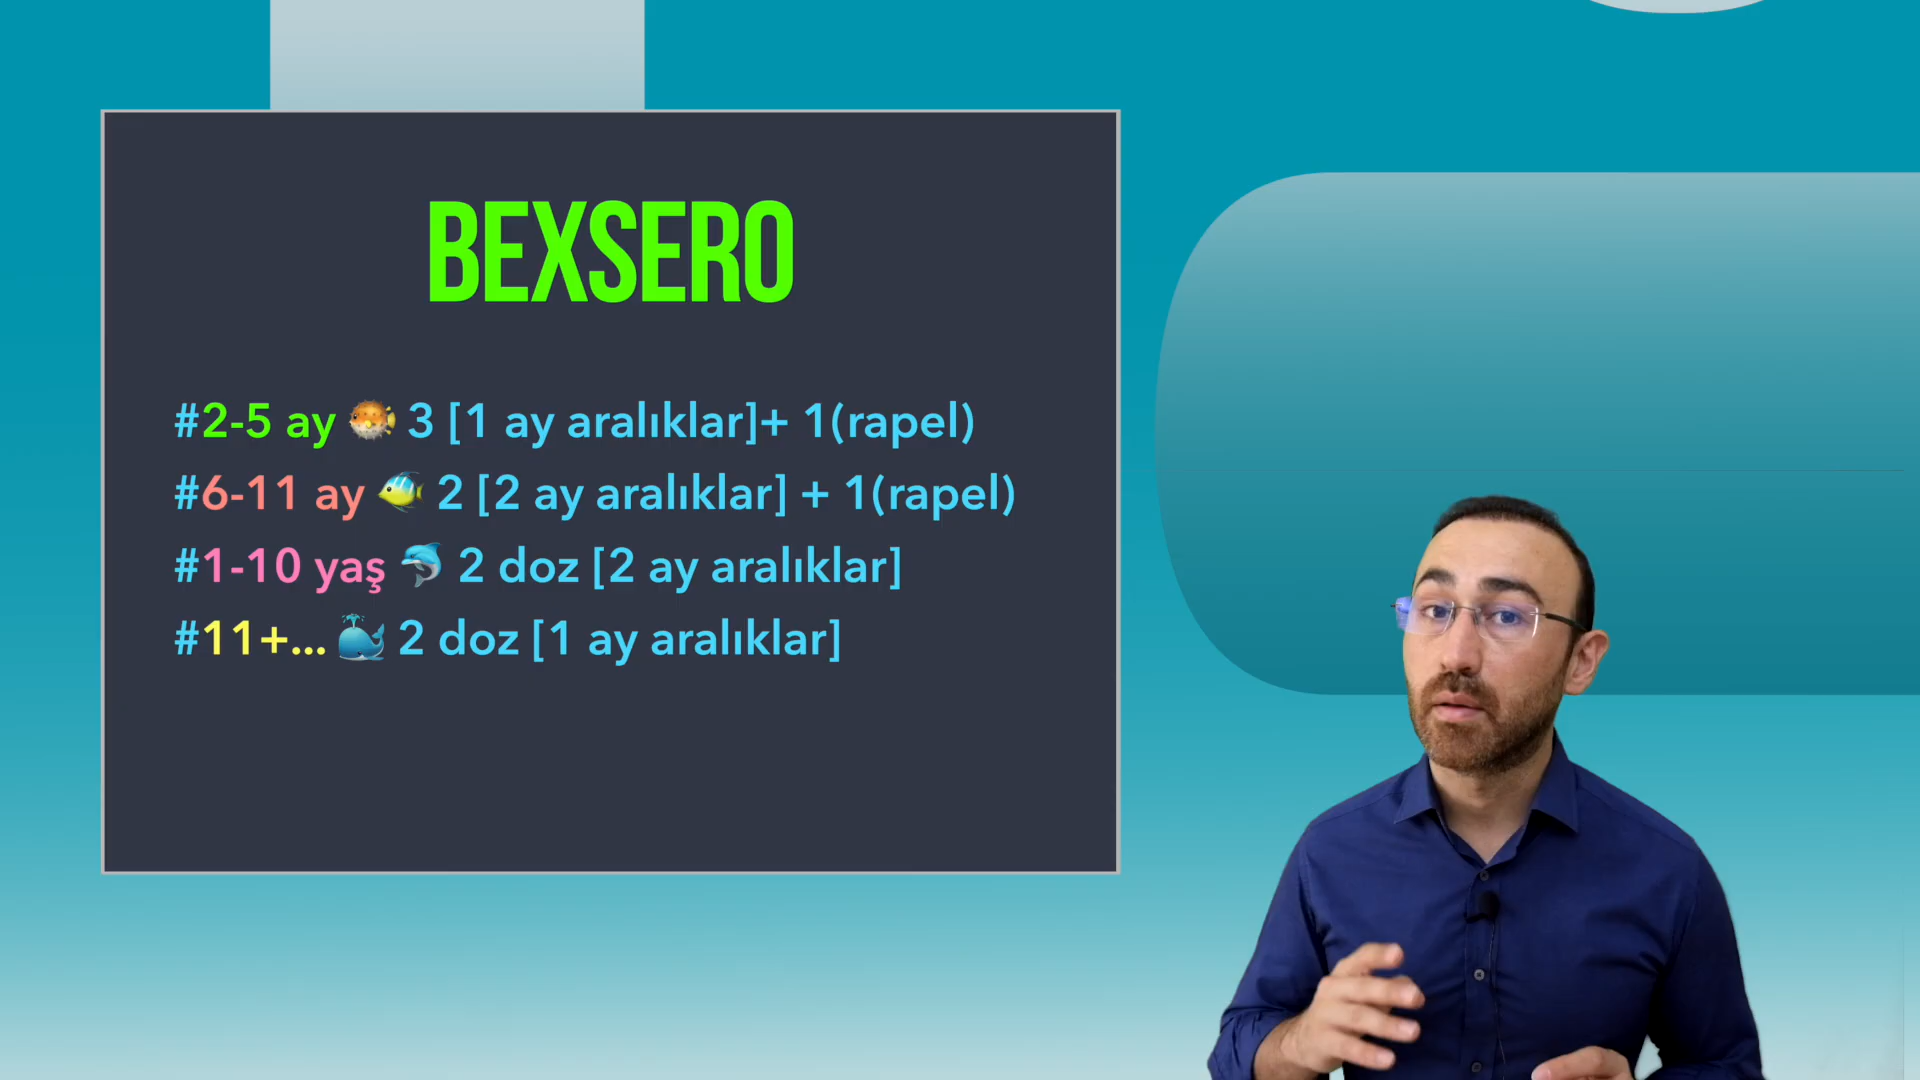 BEXSERO
#2-5 ay 🐡 3 [1 ay aralıklar]+ 1(rapel)
#6-11 ay 🐠 2 [2 ay aralıklar] + 1(rapel)
#1-10 yaş 🐬 2 doz [2 ay aralıklar]
#11+... 🐳 2 doz [1 ay aralıklar]